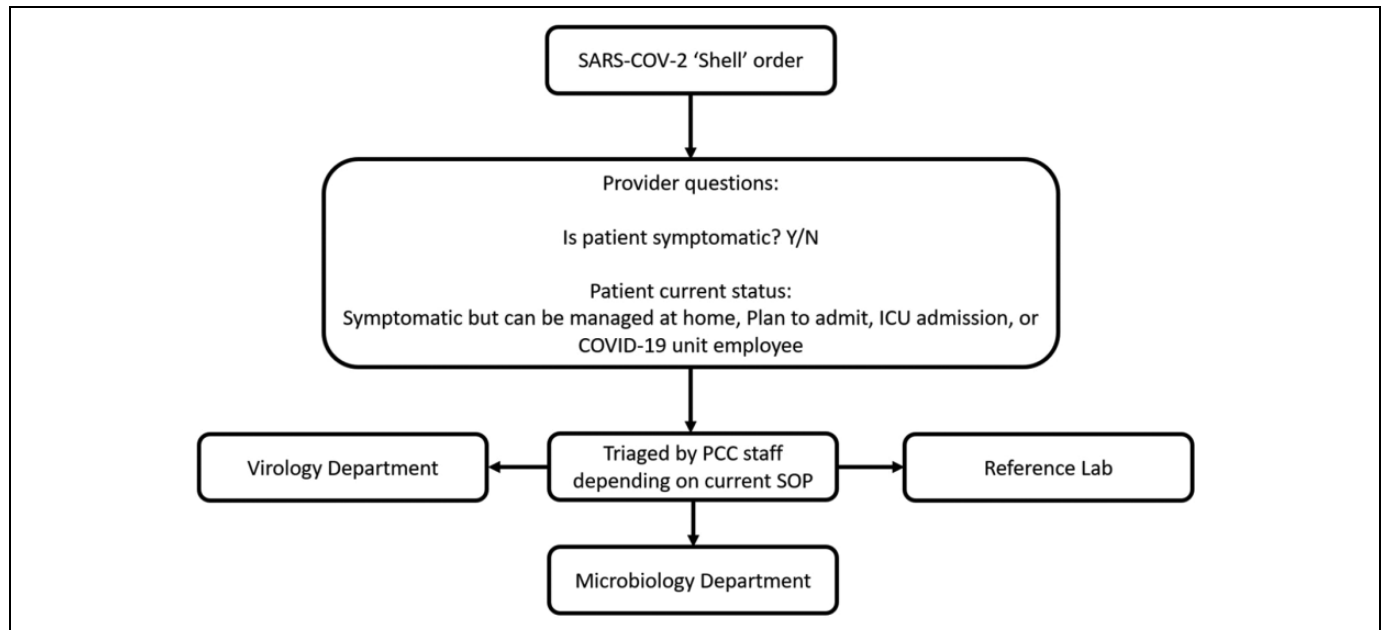 SARS-COV-2 ‘Shell’ order
Provider questions:
Is patient symptomatic? Y/N
Patient current status:
Symptomatic but can be managed at home, Plan to admit, ICU admission, or
COVID-19 unit employee
Virology Department
Triaged by PCC staff
depending on current SOP
Reference Lab
Microbiology Department